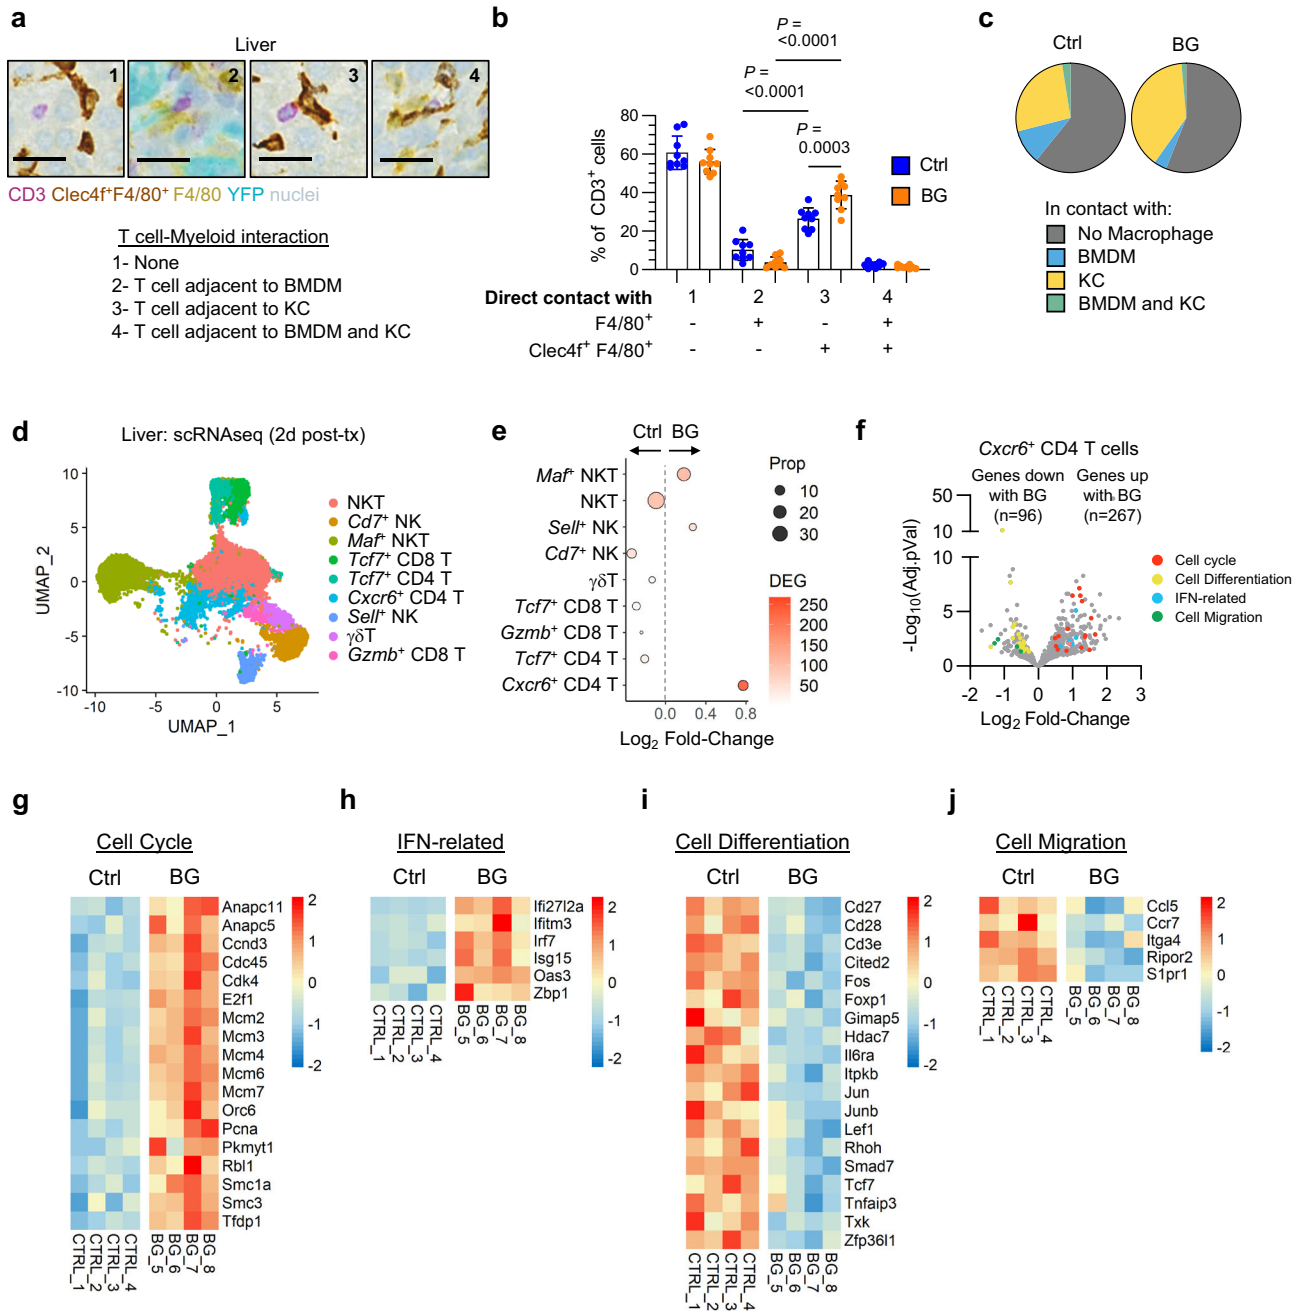 a
Liver
1
2
3
4
CD3 Clec4f⁺F4/80⁺ F4/80 YFP nuclei
T cell-Myeloid interaction
1- None
2- T cell adjacent to BMDM
3- T cell adjacent to KC
4- T cell adjacent to BMDM and KC
b
P =
<0.0001
P =
<0.0001
P =
0.0003
% of CD3⁺ cells
80
60
40
20
0
Ctrl
BG
Direct contact with 1 2 3 4
F4/80⁺ - + - +
Clec4f⁺ F4/80⁺ - - + +
c
Ctrl BG
In contact with:
No Macrophage
BMDM
KC
BMDM and KC
d
Liver: scRNAseq (2d post-tx)
UMAP_2
10
5
0
-5
-10
-10 -5 0 5
UMAP_1
NKT
Cd7⁺ NK
Maf⁺ NKT
Tcf7⁺ CD8 T
Tcf7⁺ CD4 T
Cxcr6⁺ CD4 T
Sell⁺ NK
γδT
Gzmb⁺ CD8 T
e
Ctrl BG
Maf⁺ NKT
NKT
Sell⁺ NK
Cd7⁺ NK
γδT
Tcf7⁺ CD8 T
Gzmb⁺ CD8 T
Tcf7⁺ CD4 T
Cxcr6⁺ CD4 T
0.0 0.4 0.8
Log₂ Fold-Change
Prop
10
20
30
DEG
250
200
150
100
50
f
Cxcr6⁺ CD4 T cells
Genes down
with BG
(n=96)
Genes up
with BG
(n=267)
-Log₁₀(Adj.pVal)
50
10
10
5
0
-2 -1 0 1 2 3
Log₂ Fold-Change
Cell cycle
Cell Differentiation
IFN-related
Cell Migration
g
Cell Cycle
Ctrl BG
Anapc11
Anapc5
Ccnd3
Cdc45
Cdk4
E2f1
Mcm2
Mcm3
Mcm4
Mcm6
Mcm7
Orc6
Pcna
Pkmyt1
Rbl1
Smc1a
Smc3
Tfdp1
CTRL_1
CTRL_2
CTRL_3
CTRL_4
BG_5
BG_6
BG_7
BG_8
2
1
0
-1
-2
h
IFN-related
Ctrl BG
Ifi27l2a
Ifitm3
Irf7
Isg15
Oas3
Zbp1
CTRL_1
CTRL_2
CTRL_3
CTRL_4
BG_5
BG_6
BG_7
BG_8
2
1
0
-1
-2
i
Cell Differentiation
Ctrl BG
Cd27
Cd28
Cd3e
Cited2
Fos
Foxp1
Gimap5
Hdac7
Il6ra
Itpkb
Jun
Junb
Lef1
Rhoh
Smad7
Tcf7
Tnfaip3
Txk
Zfp36l1
CTRL_1
CTRL_2
CTRL_3
CTRL_4
BG_5
BG_6
BG_7
BG_8
2
1
0
-1
-2
j
Cell Migration
Ctrl BG
Ccl5
Ccr7
Itga4
Ripor2
S1pr1
CTRL_1
CTRL_2
CTRL_3
CTRL_4
BG_5
BG_6
BG_7
BG_8
2
1
0
-1
-2